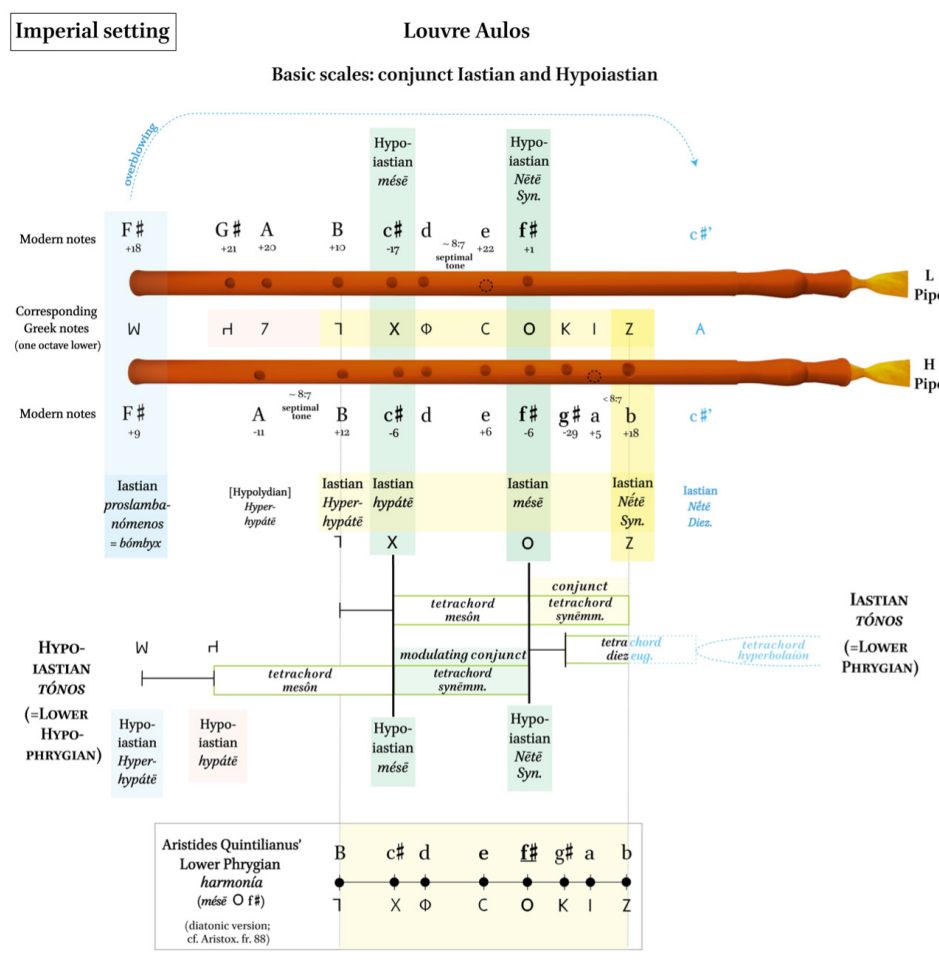 Imperial setting
Louvre Aulos
Basic scales: conjunct Iastian and Hypoiastian
overblowing
Hypo-
iastian
mésē
Hypo-
iastian
Nētē
Syn.
Modern notes
F♯ G♯ A B c♯ d e f♯ c♯'
+18 +21 +20 +10 -17 +22 +1
~ 8:7
septimal
tone
L
Pipe
Corresponding
Greek notes
(one octave lower)
X Φ C O K I Z A
H
Pipe
Modern notes
F♯ A B c♯ d e f♯ g♯ a b c♯'
+9 -11 +12 -6 +6 -6 -29 +5 +18
~ 8:7
septimal
tone
< 8:7
Iastian
proslamba-
nómenos
= bómbyx
[Hypolydian]
Hyper-
hypátē
Iastian
Hyper-
hypátē
Iastian
hypátē
Iastian
mésē
Iastian
Nḗtē
Syn.
Iastian
Nḗtē
Diez.
X O Z
conjunct
tetrachord
mesôn
tetrachord
synēmm.
Iastian
tónos
(=Lower
Phrygian)
tetrachord
diezeug.
tetrachord
hyperbolaiōn
Hypo-
iastian
tónos
(=Lower
Hypo-
phrygian)
modulating conjunct
tetrachord
mesôn
tetrachord
synēmm.
Hypo-
iastian
Hyper-
hypátē
Hypo-
iastian
hypátē
Hypo-
iastian
mésē
Hypo-
iastian
Nētē
Syn.
Aristides Quintilianus'
Lower Phrygian
harmonía
(mésē O f♯)
(diatonic version;
cf. Aristox. fr. 88)
B c♯ d e f♯ g♯ a b
X Φ C O K I Z